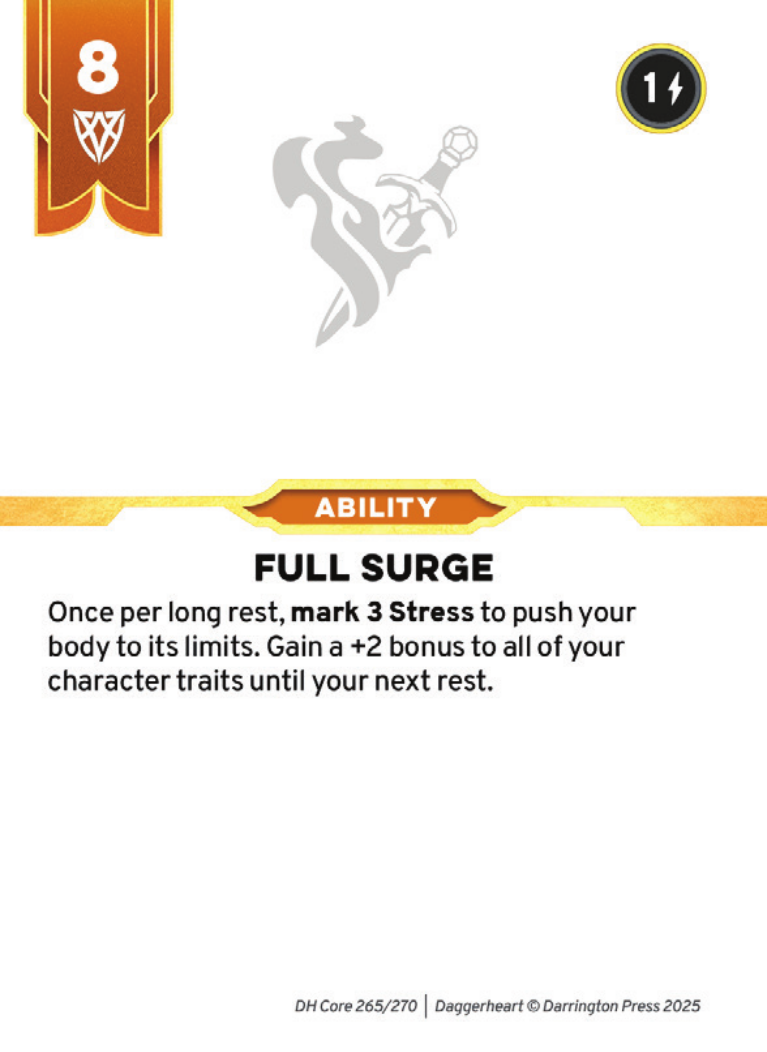 8
1
ABILITY
FULL SURGE
Once per long rest, mark 3 Stress to push your
body to its limits. Gain a +2 bonus to all of your
character traits until your next rest.
DH Core 265/270 | Daggerheart © Darrington Press 2025